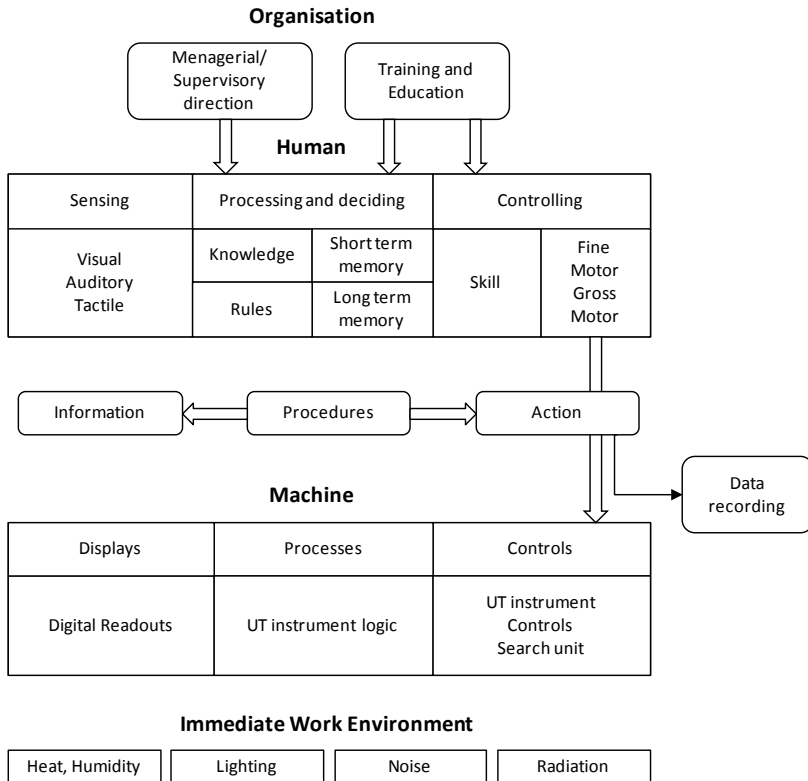 Organisation
Menagerial/
Supervisory
direction
Training and
Education
Human
Sensing
Processing and deciding
Controlling
Visual
Auditory
Tactile
Knowledge
Short term
memory
Rules
Long term
memory
Skill
Fine
Motor
Gross
Motor
Information
Procedures
Action
Data
recording
Machine
Displays
Processes
Controls
Digital Readouts
UT instrument logic
UT instrument
Controls
Search unit
Immediate Work Environment
Heat, Humidity
Lighting
Noise
Radiation